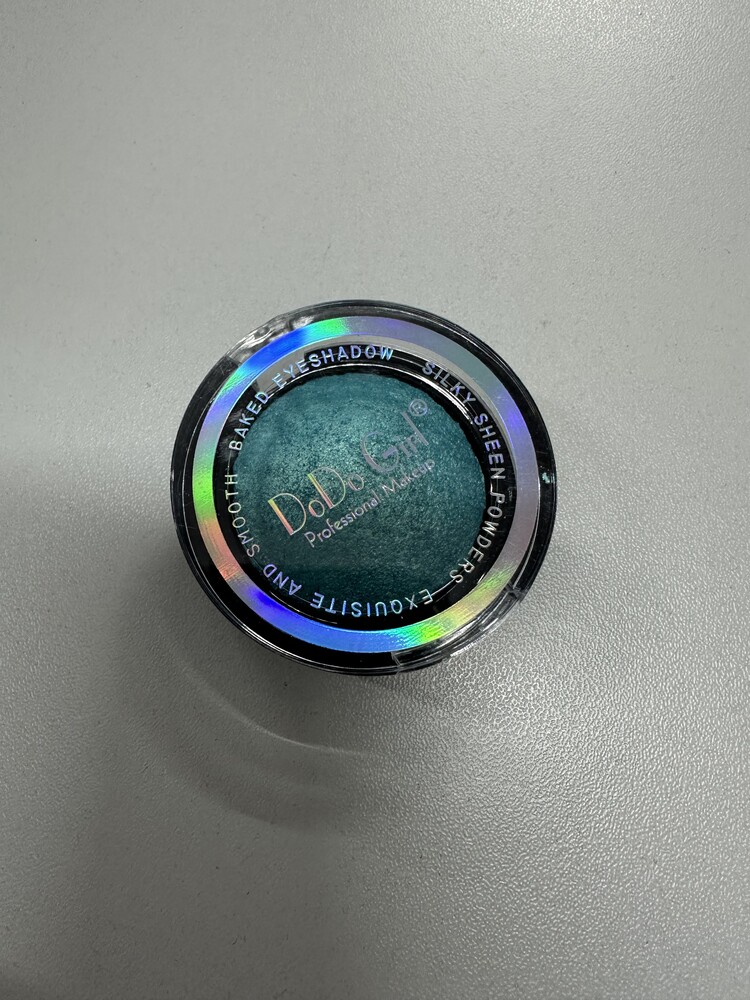 DoDo Girl®
Professional Makeup
BAKED EYESHADOW
SILKY SHEEN POWDERS
EXQUISITE AND SMOOTH